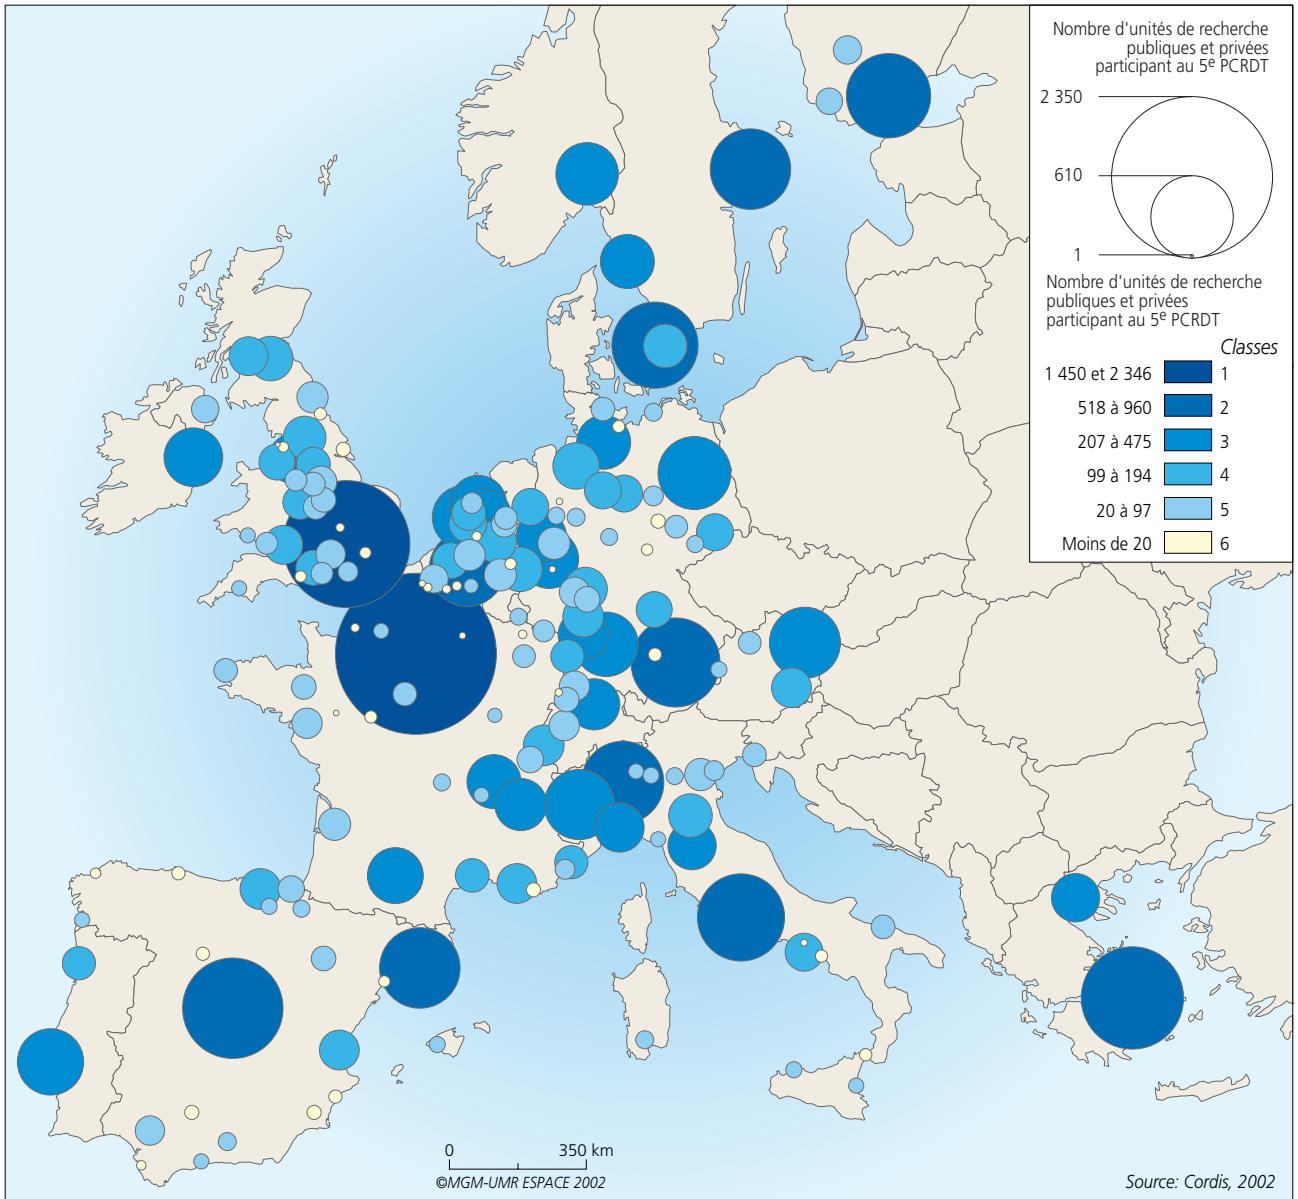 Nombre d'unités de recherche
publiques et privées
participant au 5e PCRDT
2 350
610
1
Nombre d'unités de recherche
publiques et privées
participant au 5e PCRDT
Classes
1 450 et 2 346 1
518 à 960 2
207 à 475 3
99 à 194 4
20 à 97 5
Moins de 20 6
0 350 km
©MGM-UMR ESPACE 2002
Source: Cordis, 2002